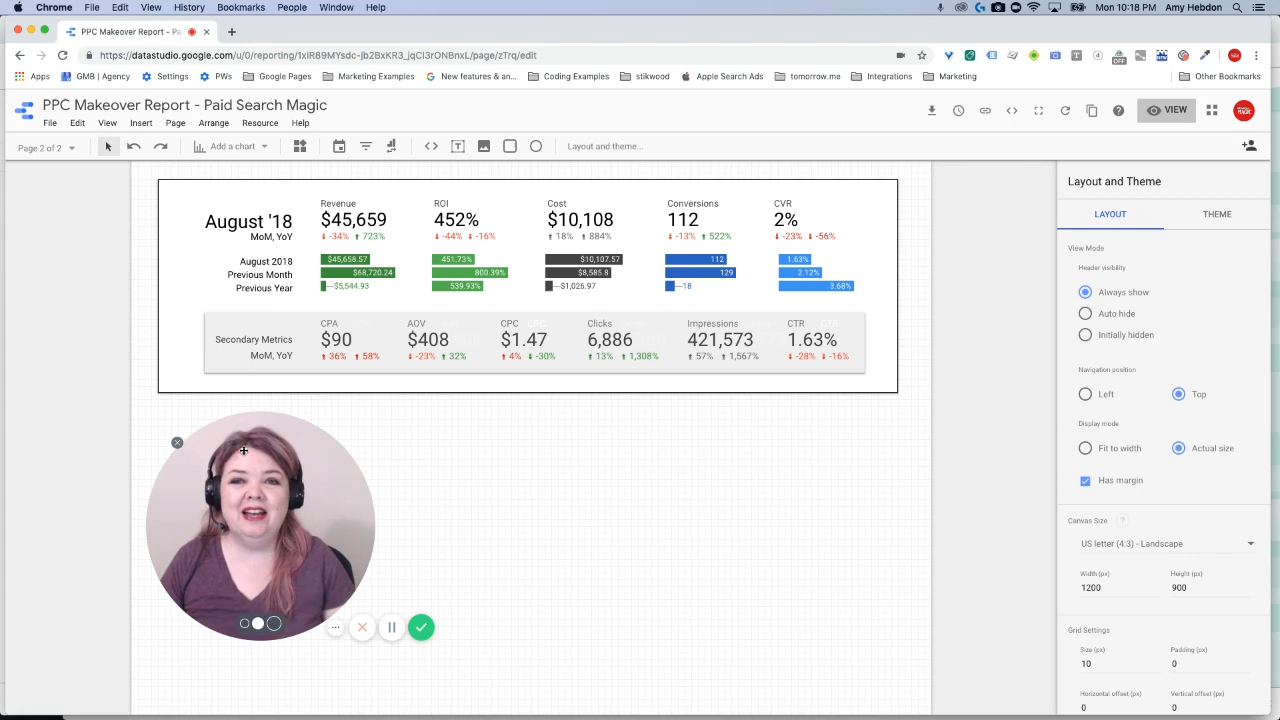 Chrome File Edit View History Bookmarks People Window Help Mon 10:18 PM Amy Hebdon
PPC Makeover Report - Pa
https://datastudio.google.com/u/0/reporting/1xiR89MYsdc-jb2BxKR3_jqCl3rONBnxL/page/zTrq/edit
Apps GMB | Agency Settings PWs Google Pages Marketing Examples New features & an... Coding Examples stikwood Apple Search Ads tomorrow.me Integrations Marketing Other Bookmarks
PPC Makeover Report - Paid Search Magic
File Edit View Insert Page Arrange Resource Help
VIEW
Page 2 of 2 Add a chart Layout and theme...
Layout and Theme
LAYOUT THEME
View Mode
Header visibility
Always show
Auto hide
Initially hidden
Navigation position
Left Top
Display mode
Fit to width Actual size
Has margin
Canvas Size ?
US letter (4:3) - Landscape
Width (px) Height (px)
1200 900
Grid Settings
Size (px) Padding (px)
10 0
Horizontal offset (px) Vertical offset (px)
0 0
Revenue ROI Cost Conversions CVR
August '18 $45,659 452% $10,108 112 2%
MoM, YoY -34% 723% -44% -16% 18% 884% -13% 522% -23% -56%
August 2018 $45,658.57 451.73% $10,107.57 112 1.63%
Previous Month $68,720.24 800.39% $8,585.8 129 2.12%
Previous Year $5,544.93 539.93% $1,026.97 18 3.68%
CPA AOV CPC Clicks Impressions CTR
Secondary Metrics $90 $408 $1.47 6,886 421,573 1.63%
MoM, YoY 36% 58% -23% 32% 4% -30% 13% 1,308% 57% 1,567% -28% -16%